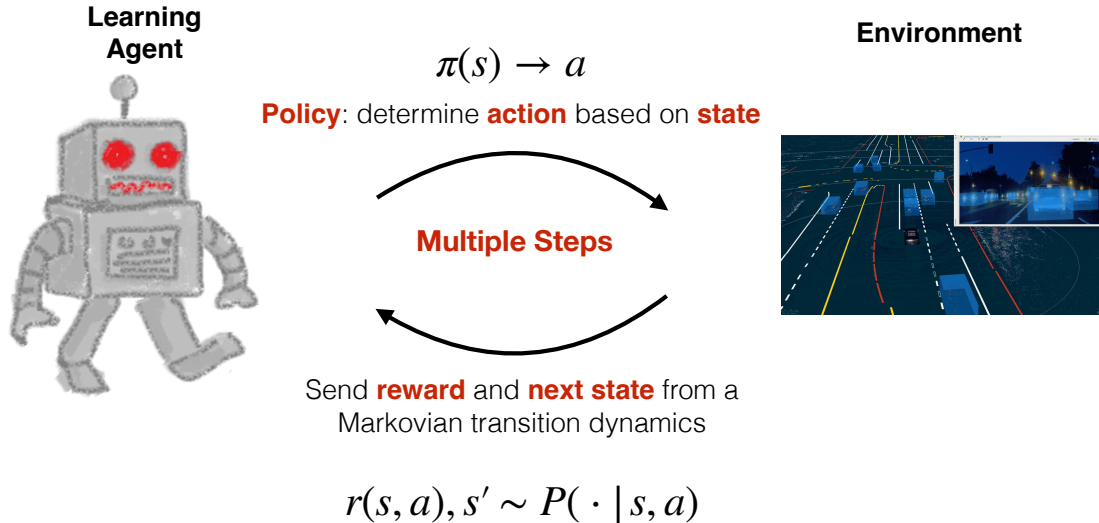 Learning
Agent
Environment
π(s) → a
Policy: determine action based on state
Multiple Steps
Send reward and next state from a
Markovian transition dynamics
r(s, a), s′ ∼ P( · | s, a)